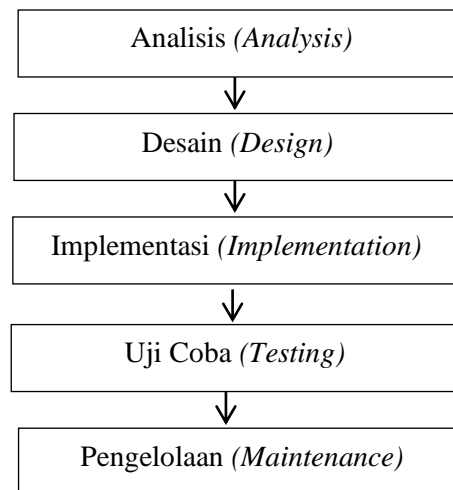 Analisis (Analysis)
Desain (Design)
Implementasi (Implementation)
Uji Coba (Testing)
Pengelolaan (Maintenance)